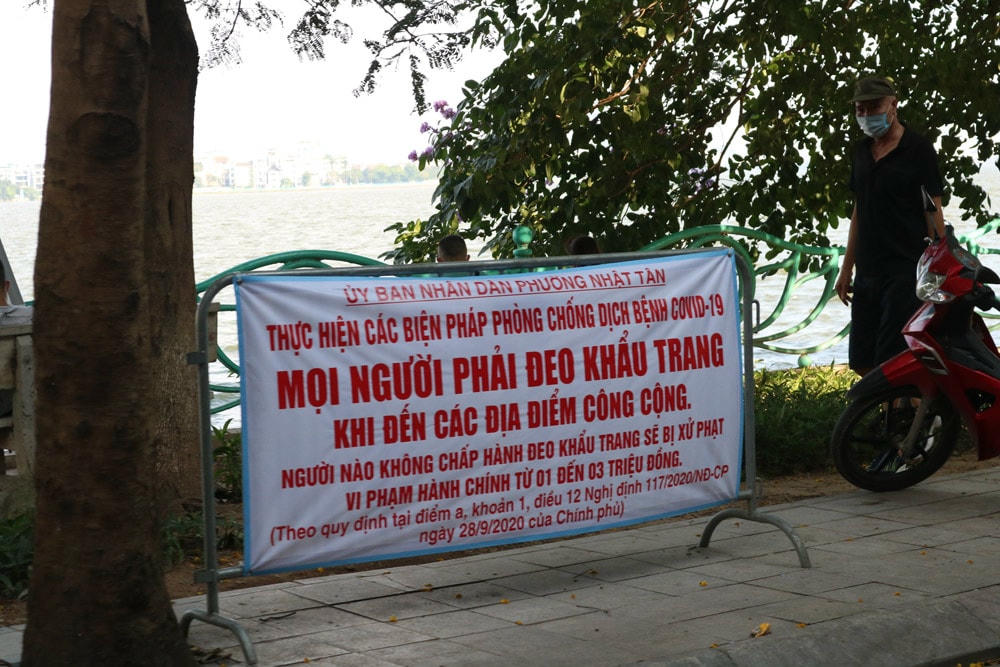 ỦY BAN NHÂN DÂN PHƯỜNG NHẬT TÂN
THỰC HIỆN CÁC BIỆN PHÁP PHÒNG CHỐNG DỊCH BỆNH COVID-19
MỌI NGƯỜI PHẢI ĐEO KHẨU TRANG
KHI ĐẾN CÁC ĐỊA ĐIỂM CÔNG CỘNG.
NGƯỜI NÀO KHÔNG CHẤP HÀNH ĐEO KHẨU TRANG SẼ BỊ XỬ PHẠT
VI PHẠM HÀNH CHÍNH TỪ 01 ĐẾN 03 TRIỆU ĐỒNG.
(Theo quy định tại điểm a, khoản 1, điều 12 Nghị định 117/2020/NĐ-CP
ngày 28/9/2020 của Chính phủ)